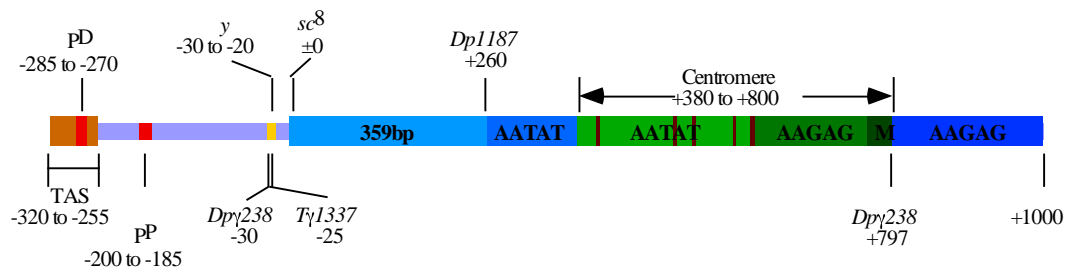 y
-30 to -20
sc8
±0
PD
-285 to -270
Dp1187
+260
Centromere
+380 to +800
359bp
AATAT
AATAT
AAGAG
M
AAGAG
TAS
-320 to -255
PP
-200 to -185
Dpγ238
-30
Tγ1337
-25
Dpγ238
+797
+1000